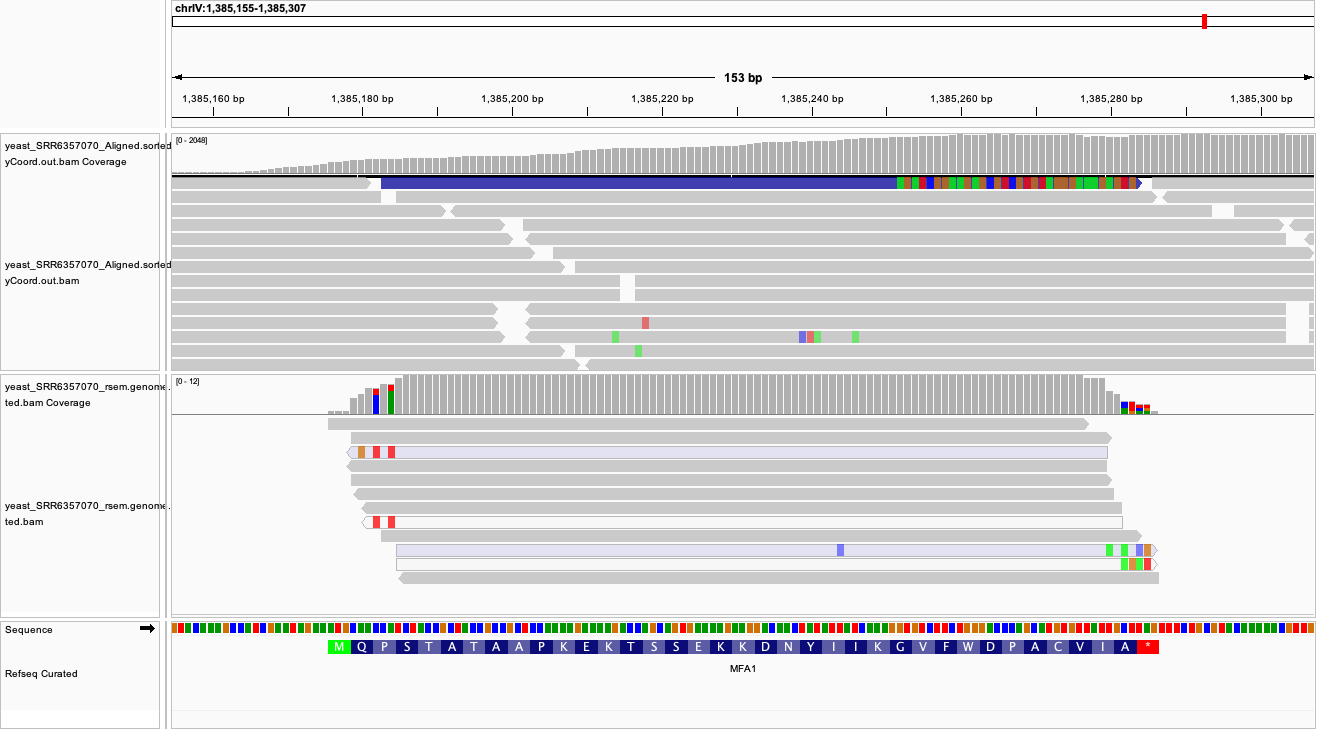 chrIV:1,385,155-1,385,307
153 bp
1,385,160 bp 1,385,180 bp 1,385,200 bp 1,385,220 bp 1,385,240 bp 1,385,260 bp 1,385,280 bp 1,385,300 bp
yeast_SRR6357070_Aligned.sorted
yCoord.out.bam Coverage
[0 - 2048]
yeast_SRR6357070_Aligned.sorted
yCoord.out.bam
yeast_SRR6357070_rsem.genome.
ted.bam Coverage
[0 - 12]
yeast_SRR6357070_rsem.genome.
ted.bam
Sequence
M Q P S T A T A A P K E K T S S E K K D N Y I I K G V F W D P A C V I A *
MFA1
Refseq Curated